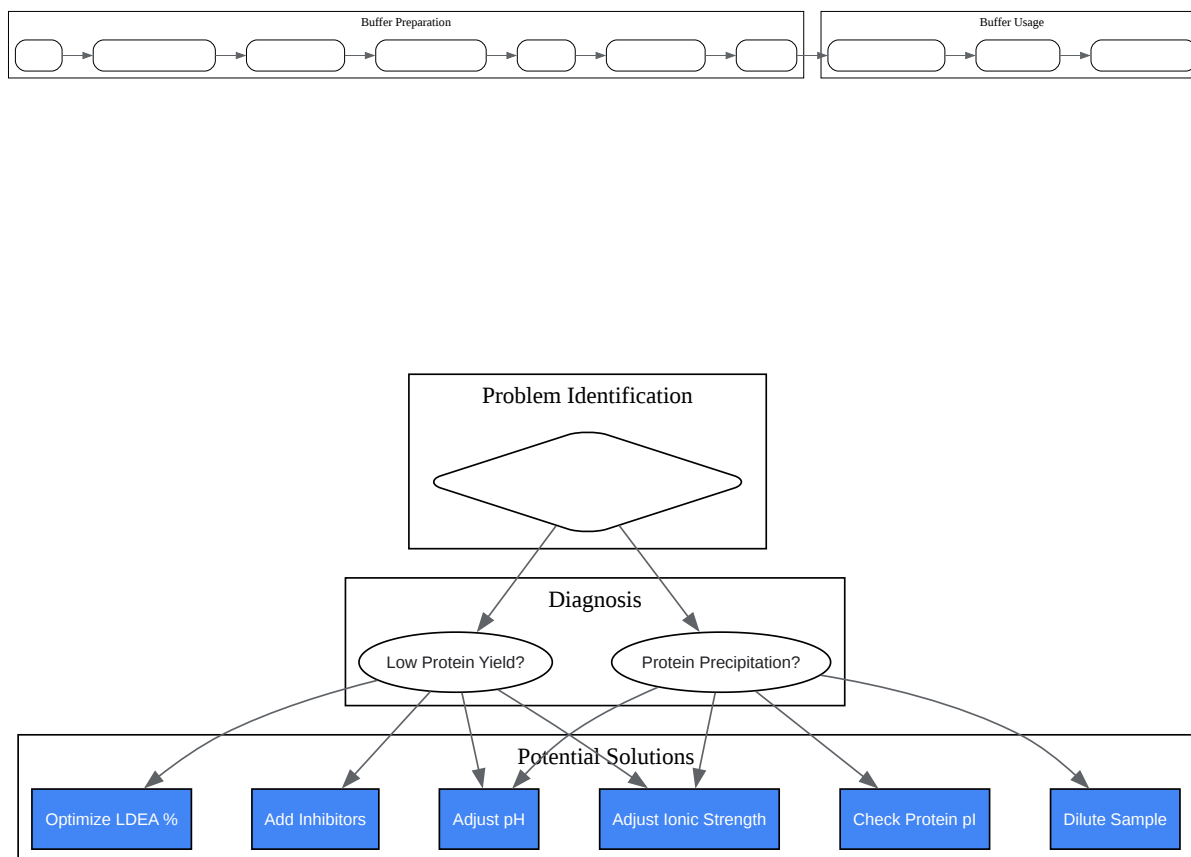 Buffer Preparation
Buffer Usage
Problem Identification
Diagnosis
Low Protein Yield?
Protein Precipitation?
Potential Solutions
Optimize LDEA %
Add Inhibitors
Adjust pH
Adjust Ionic Strength
Check Protein pI
Dilute Sample